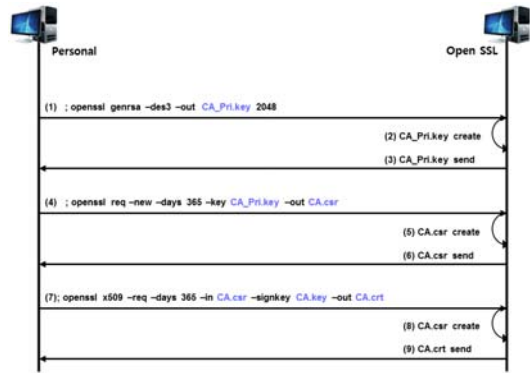 Personal
Open SSL
(1) ; openssl genrsa –des3 –out CA_Pri.key 2048
(2) CA_Pri.key create
(3) CA_Pri.key send
(4) ; openssl req –new –days 365 –key CA_Pri.key –out CA.csr
(5) CA.csr create
(6) CA.csr send
(7); openssl x509 –req –days 365 –in CA.csr –signkey CA.key –out CA.crt
(8) CA.csr create
(9) CA.crt send